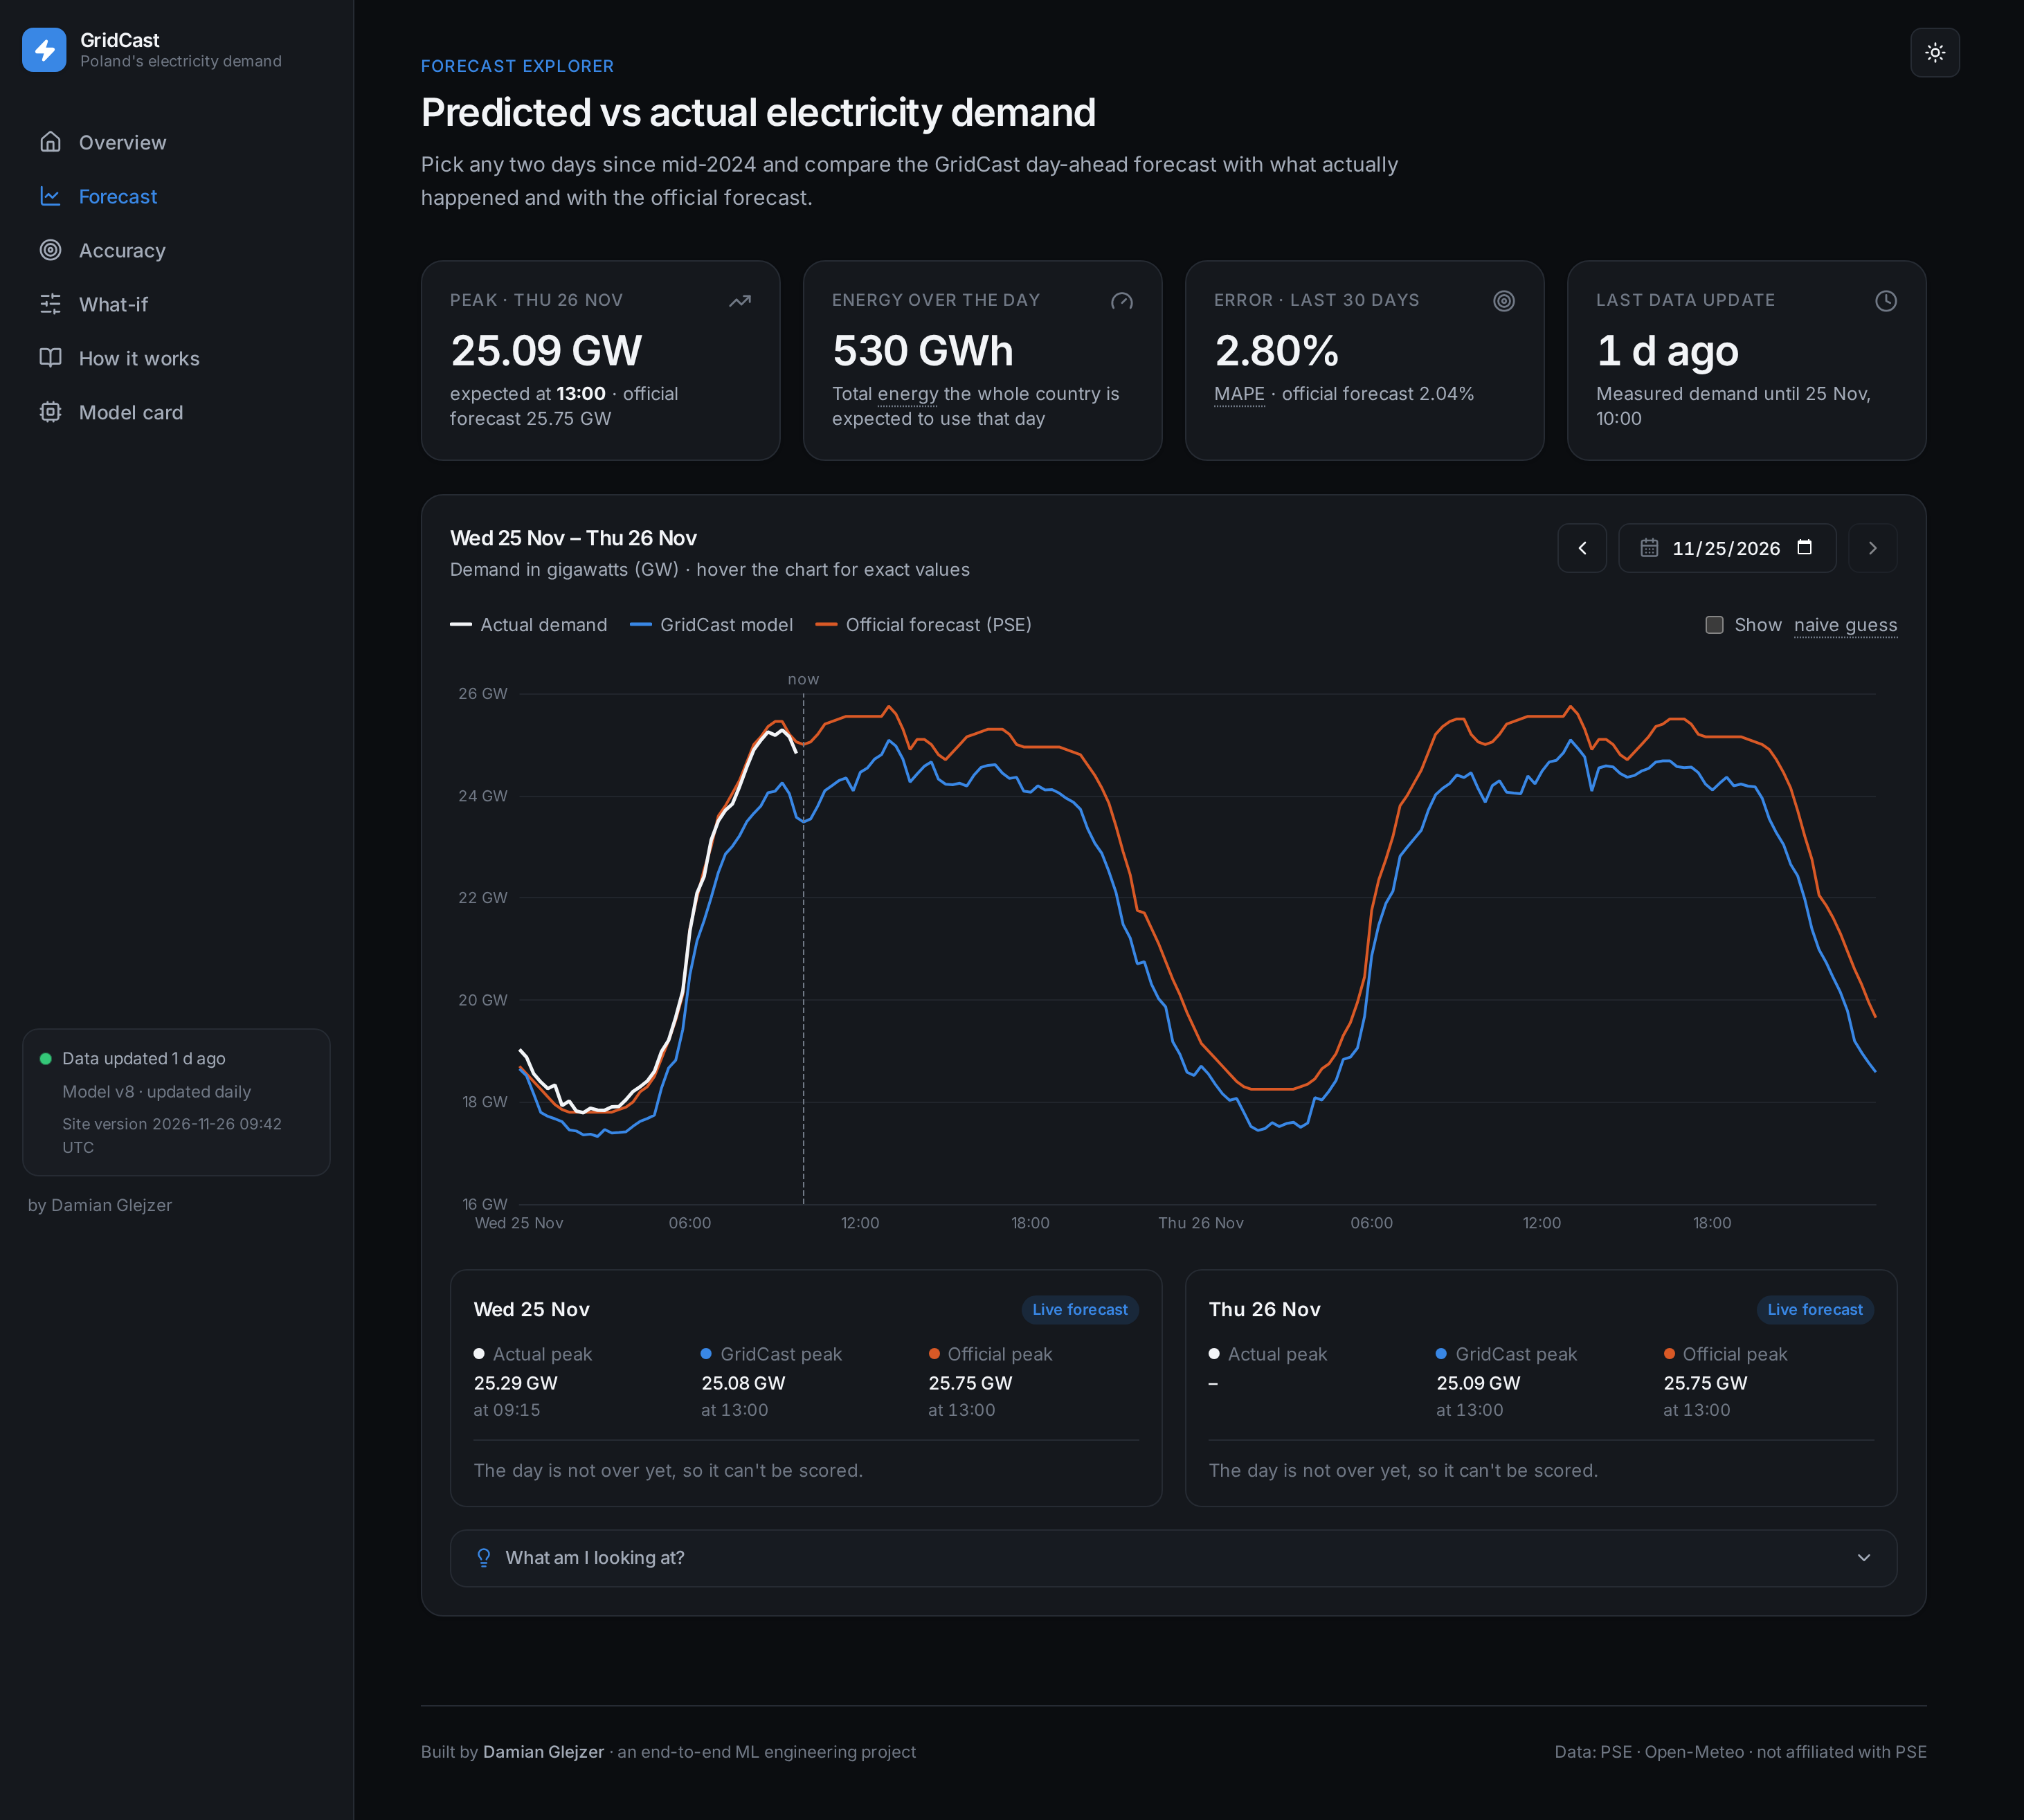 GridCast
Poland's electricity demand
Overview
Forecast
Accuracy
What-if
How it works
Model card
Data updated 1 d ago
Model v8 · updated daily
Site version 2026-11-26 09:42
UTC
by Damian Glejzer
FORECAST EXPLORER
Predicted vs actual electricity demand
Pick any two days since mid-2024 and compare the GridCast day-ahead forecast with what actually
happened and with the official forecast.
PEAK · THU 26 NOV
25.09 GW
expected at 13:00 · official
forecast 25.75 GW
ENERGY OVER THE DAY
530 GWh
Total energy the whole country is
expected to use that day
ERROR · LAST 30 DAYS
2.80%
MAPE · official forecast 2.04%
LAST DATA UPDATE
1 d ago
Measured demand until 25 Nov,
10:00
Wed 25 Nov – Thu 26 Nov
Demand in gigawatts (GW) · hover the chart for exact values
11/25/2026
Actual demand GridCast model Official forecast (PSE)
Show naive guess
now
26 GW
24 GW
22 GW
20 GW
18 GW
16 GW
Wed 25 Nov 06:00 12:00 18:00 Thu 26 Nov 06:00 12:00 18:00
Wed 25 Nov Live forecast
Actual peak GridCast peak Official peak
25.29 GW 25.08 GW 25.75 GW
at 09:15 at 13:00 at 13:00
The day is not over yet, so it can't be scored.
Thu 26 Nov Live forecast
Actual peak GridCast peak Official peak
– 25.09 GW 25.75 GW
at 13:00 at 13:00
The day is not over yet, so it can't be scored.
What am I looking at?
Built by Damian Glejzer · an end-to-end ML engineering project
Data: PSE · Open-Meteo · not affiliated with PSE